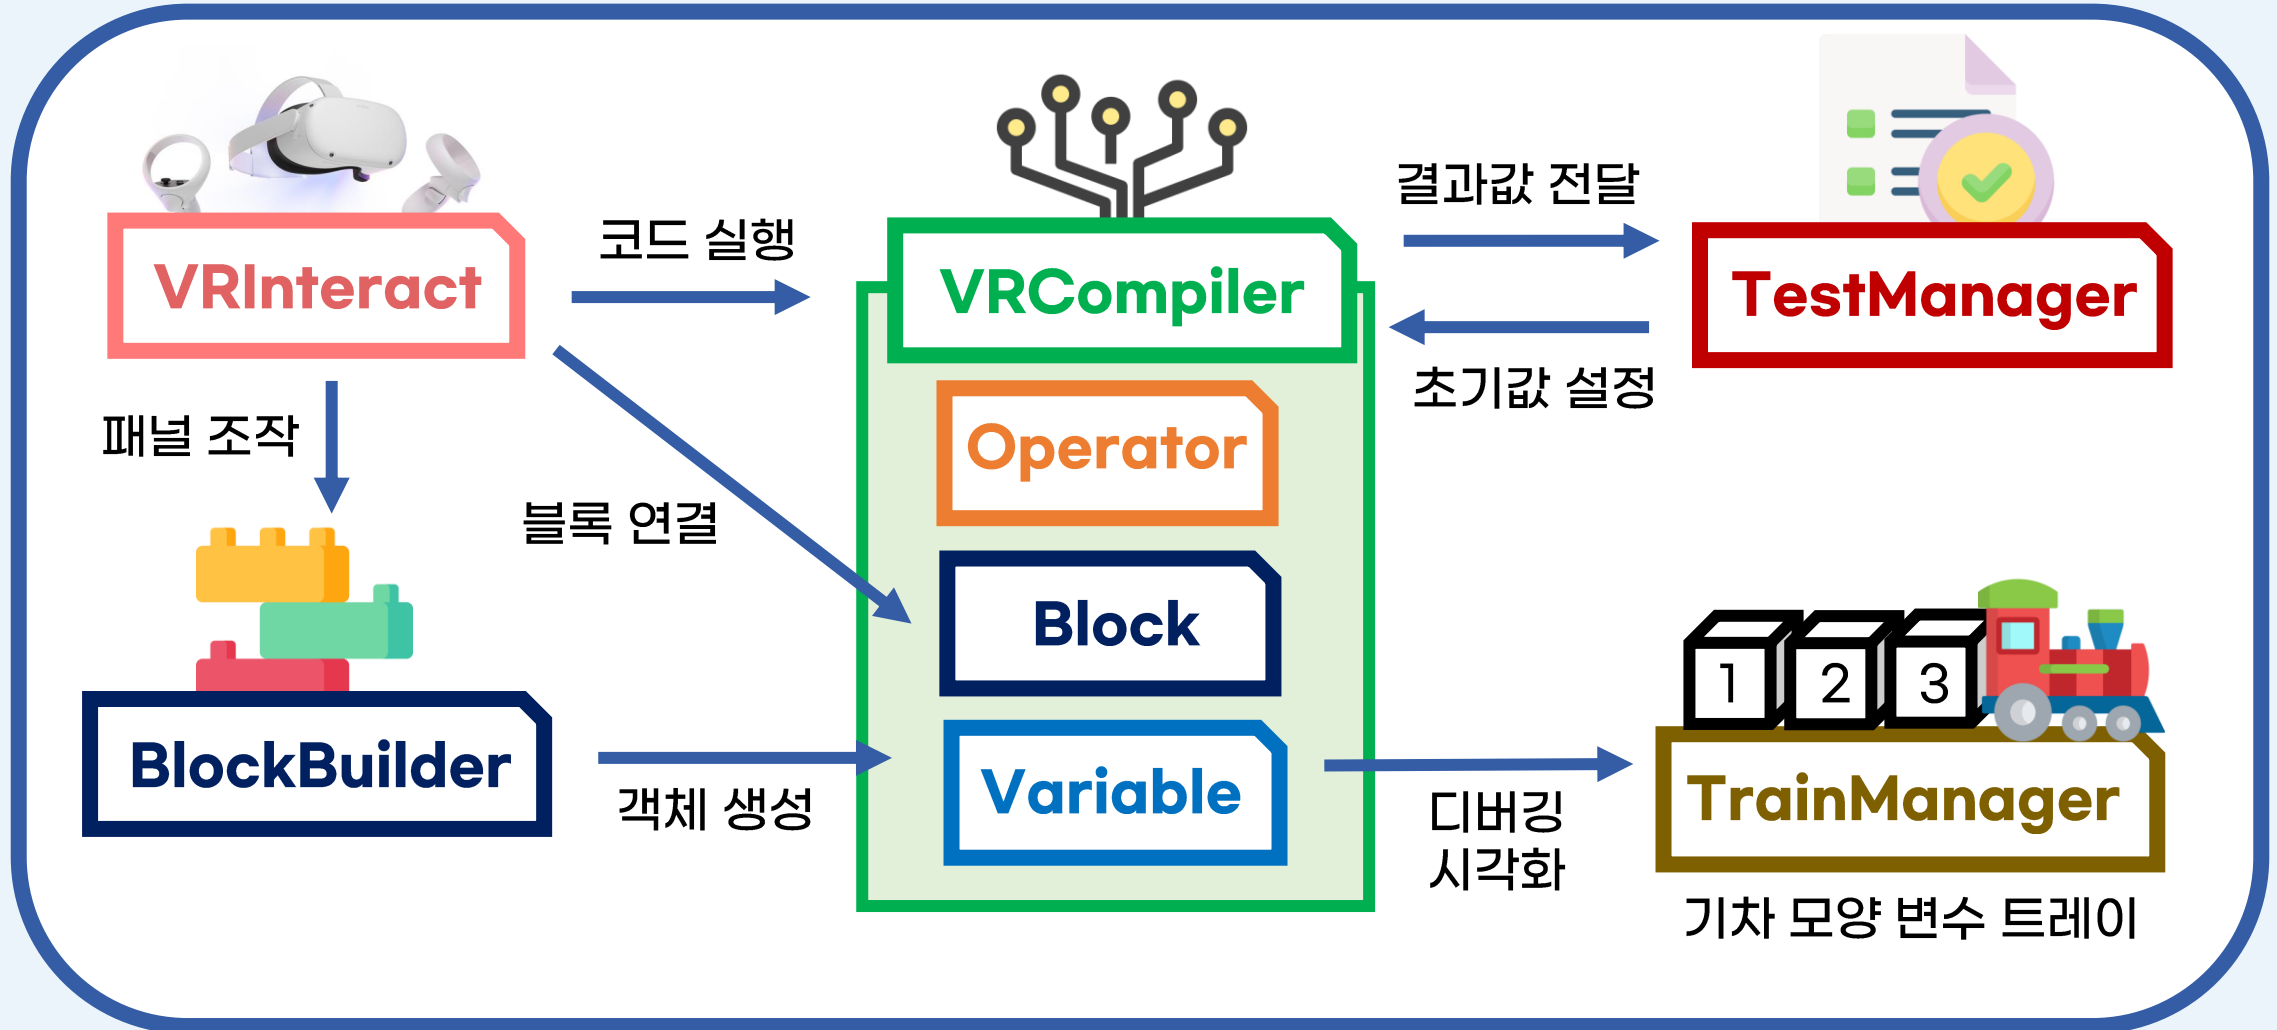 VRInteract
코드 실행
VRCompiler
결과값 전달
TestManager
초기값 설정
패널 조작
블록 연결
Operator
Block
BlockBuilder
객체 생성
Variable
디버깅
시각화
1 2 3
TrainManager
기차 모양 변수 트레이